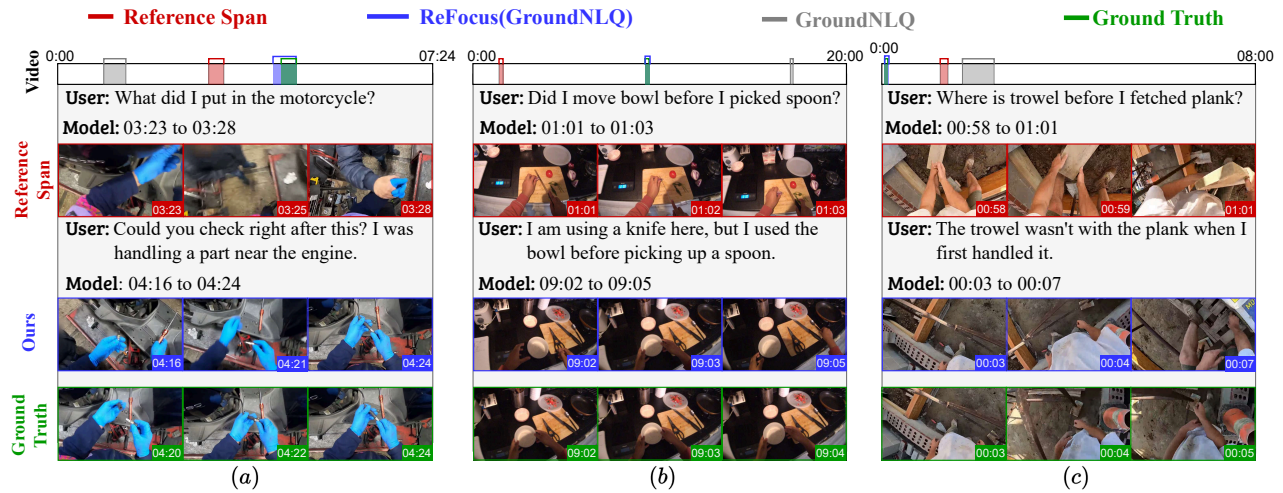 Reference Span
ReFocus(GroundNLQ)
GroundNLQ
Ground Truth
Video
0:00
07:24
0:00
20:00
0:00
08:00
User: What did I put in the motorcycle?
Model: 03:23 to 03:28
User: Did I move bowl before I picked spoon?
Model: 01:01 to 01:03
User: Where is trowel before I fetched plank?
Model: 00:58 to 01:01
Reference
Span
03:23
03:25
03:28
01:01
01:02
01:03
00:58
00:59
01:01
User: Could you check right after this? I was
handling a part near the engine.
Model: 04:16 to 04:24
User: I am using a knife here, but I used the
bowl before picking up a spoon.
Model: 09:02 to 09:05
User: The trowel wasn't with the plank when I
first handled it.
Model: 00:03 to 00:07
Ours
04:16
04:21
04:24
09:02
09:03
09:05
00:03
00:04
00:07
Ground
Truth
04:20
04:22
04:24
09:02
09:03
09:04
00:03
00:04
00:05
(a)
(b)
(c)